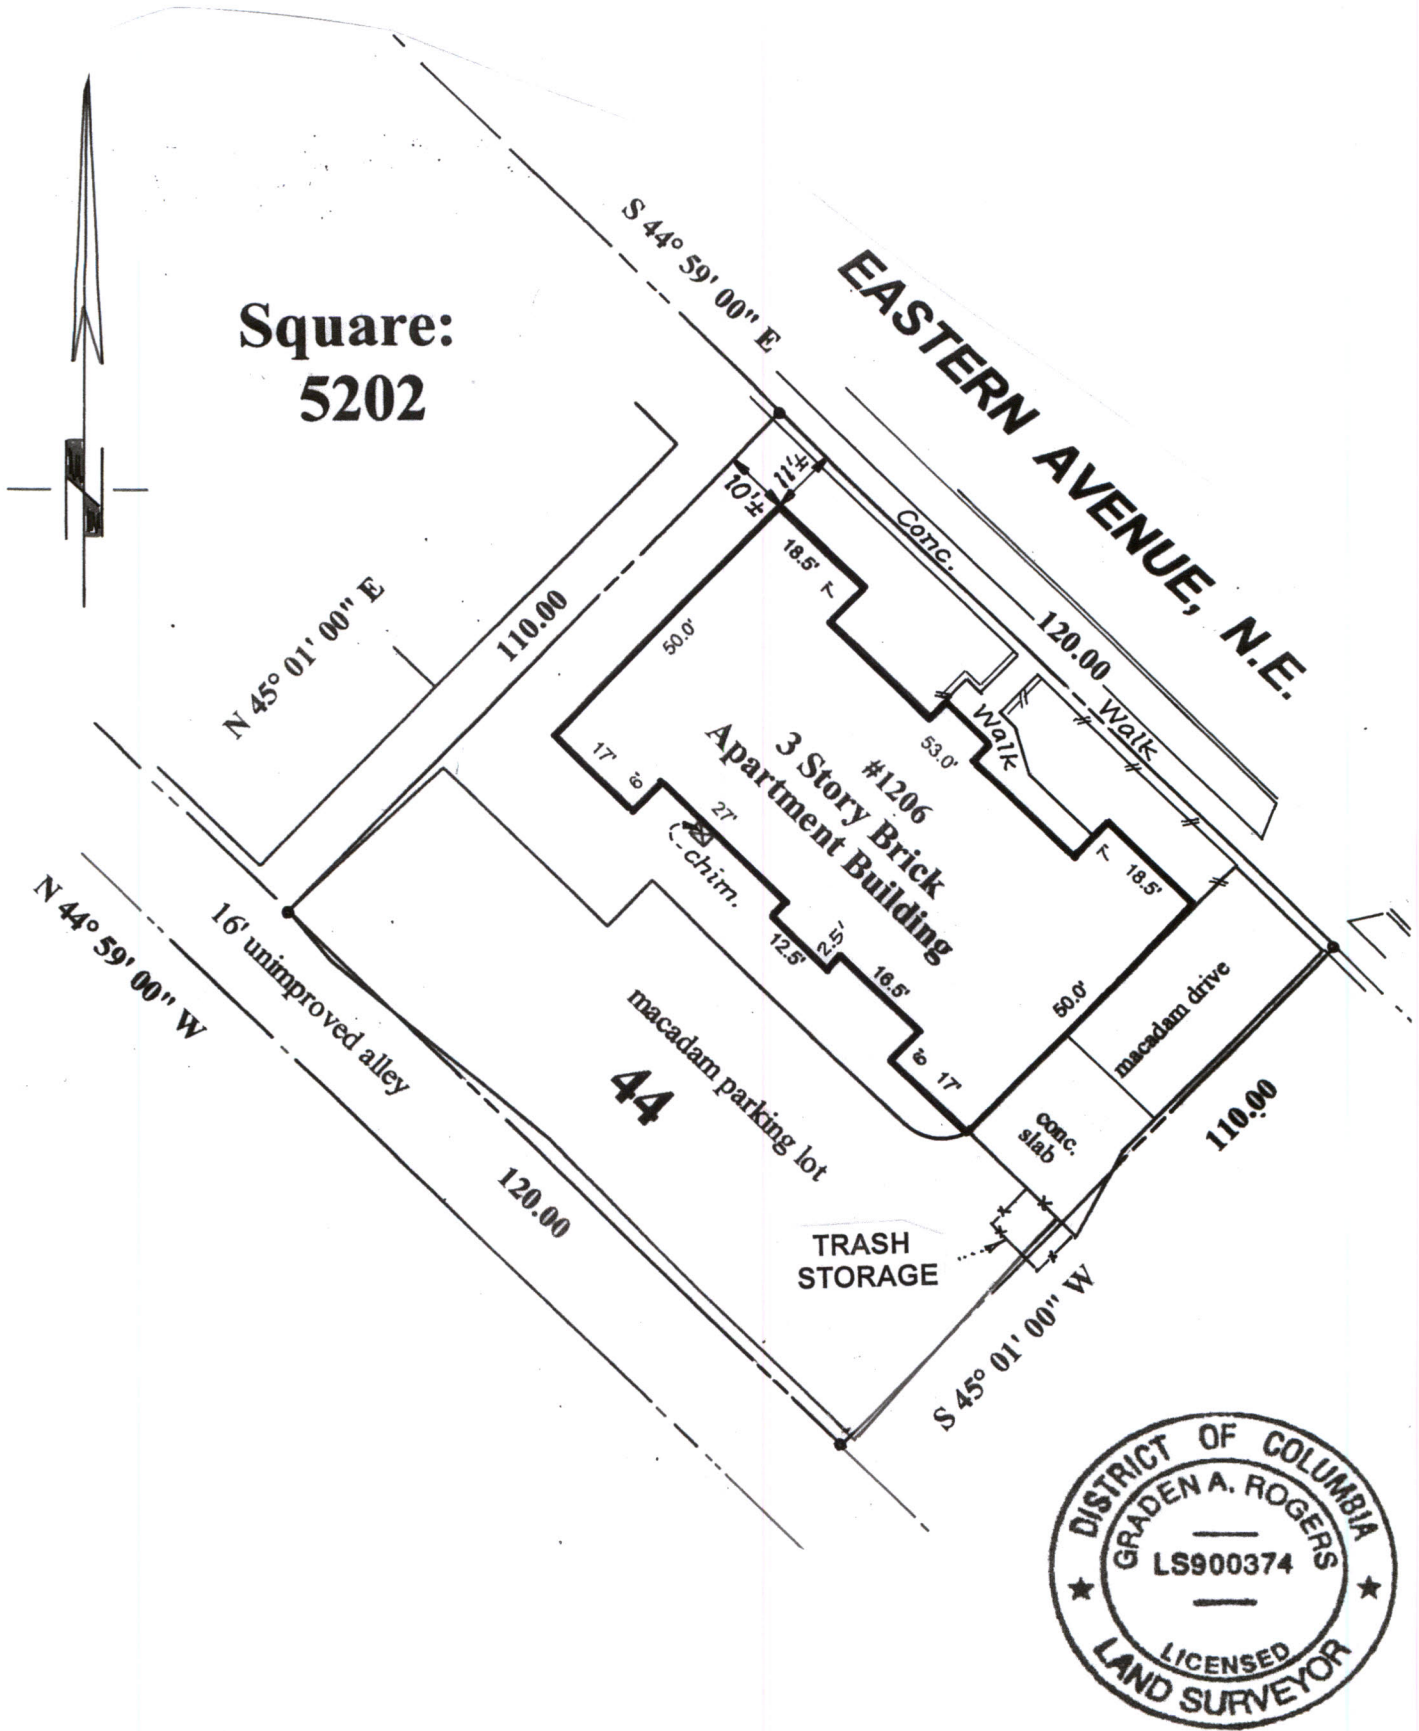 S 44° 59' 00" E
EASTERN AVENUE, N.E.
Square:
5202
N
10'±
11'±
Conc.
18.5'
7
110.00
N 45° 01' 00" E
50.0'
120.00
Walk
Walk
53.0'
#1206
3 Story Brick
Apartment Building
17'
6'
27'
chim.
7
18.5'
12.5'
2.5'
16.5'
50.0'
macadam drive
6'
17'
N 44° 59' 00" W
16' unimproved alley
macadam parking lot
44
conc.
slab
110.00
120.00
TRASH
STORAGE
S 45° 01' 00" W
DISTRICT OF COLUMBIA
GRADEN A. ROGERS
LS900374
LICENSED
LAND SURVEYOR